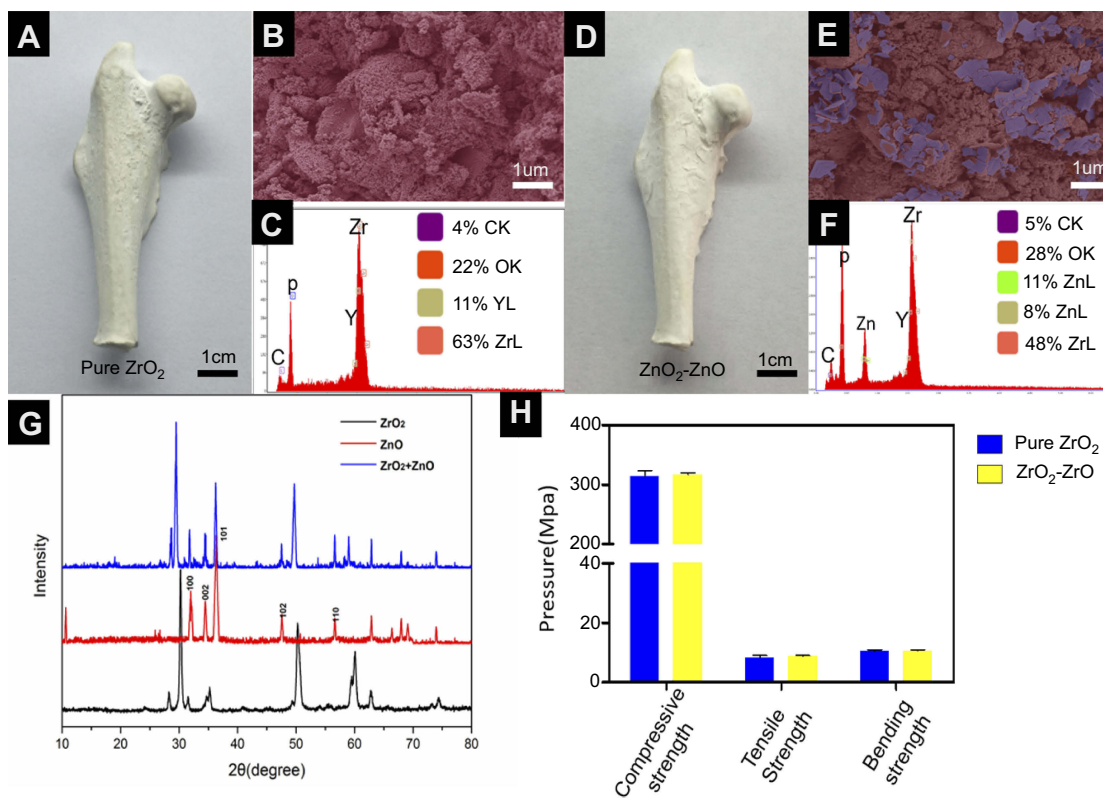 A
Pure ZrO2
1cm
B
1um
C
Zr
P
Y
C
4% CK
22% OK
11% YL
63% ZrL
D
ZnO2-ZnO
1cm
E
1um
F
Zr
p
Zn
Y
C
5% CK
28% OK
11% ZnL
8% ZnL
48% ZrL
G
ZrO2
ZnO
ZrO2+ZnO
101
100
002
102
110
Intensity
10 20 30 40 50 60 70 80
2θ(degree)
H
Pure ZrO2
ZrO2-ZrO
Pressure(Mpa)
400
300
200
40
20
0
Compressive
strength
Tensile
Strength
Bending
strength